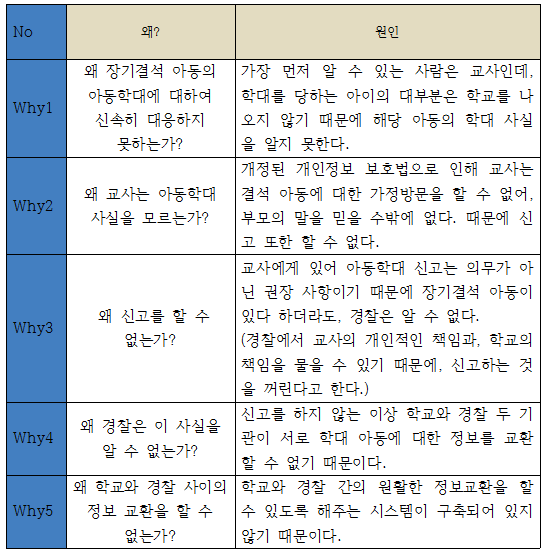 No
왜?
원인
Why1
왜 장기결석 아동의
아동학대에 대하여
신속히 대응하지
못하는가?
가장 먼저 알 수 있는 사람은 교사인데,
학대를 당하는 아이의 대부분은 학교를 나
오지 않기 때문에 해당 아동의 학대 사실
을 알지 못한다.
Why2
왜 교사는 아동학대
사실을 모르는가?
개정된 개인정보 보호법으로 인해 교사는
결석 아동에 대한 가정방문을 할 수 없어,
부모의 말을 믿을 수밖에 없다. 때문에 신
고 또한 할 수 없다.
Why3
왜 신고를 할 수
없는가?
교사에게 있어 아동학대 신고는 의무가 아
닌 권장 사항이기 때문에 장기결석 아동이
있다 하더라도, 경찰은 알 수 없다.
(경찰에서 교사의 개인적인 책임과, 학교의
책임을 물을 수 있기 때문에, 신고하는 것
을 꺼린다고 한다.)
Why4
왜 경찰은 이 사실을
알 수 없는가?
신고를 하지 않는 이상 학교와 경찰 두 기
관이 서로 학대 아동에 대한 정보를 교환
할 수 없기 때문이다.
Why5
왜 학교와 경찰 사이의
정보 교환을 할 수
없는가?
학교와 경찰 간의 원활한 정보교환을 할
수 있도록 해주는 시스템이 구축되어 있지
않기 때문이다.